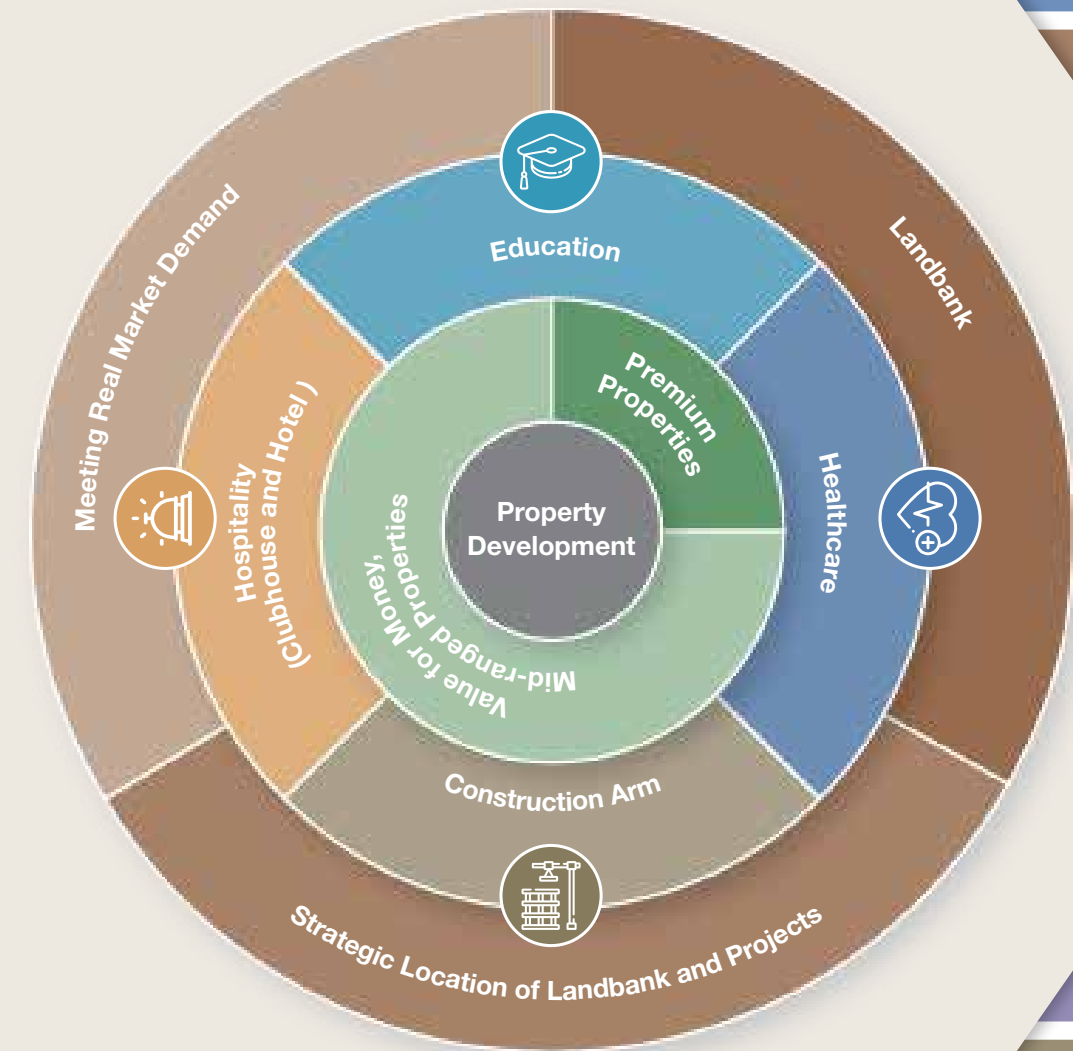 Meeting Real Market Demand
Landbank
Strategic Location of Landbank and Projects
Education
Healthcare
Construction Arm
Hospitality
(Clubhouse and Hotel )
Premium
Properties
Value for Money,
Mid-ranged Properties
Property
Development